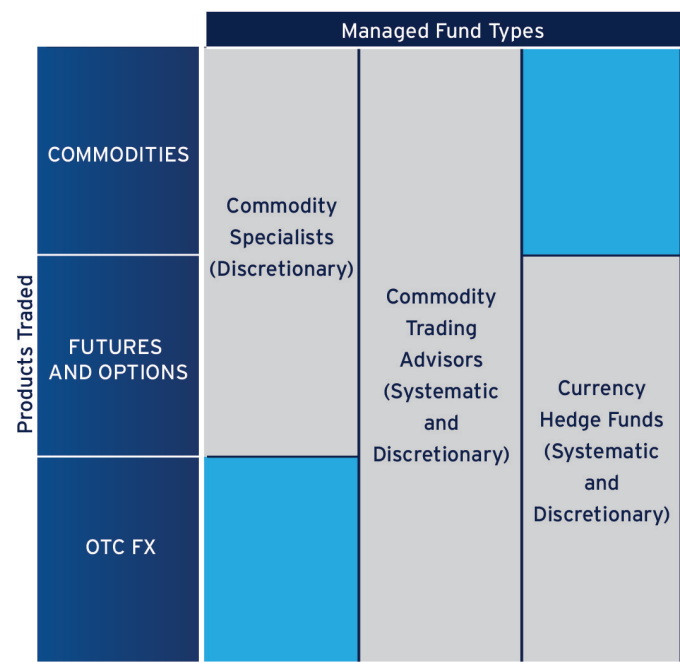 Managed Fund Types
Products Traded
COMMODITIES
FUTURES
AND OPTIONS
OTC FX
Commodity
Specialists
(Discretionary)
Commodity
Trading
Advisors
(Systematic
and
Discretionary)
Currency
Hedge Funds
(Systematic
and
Discretionary)